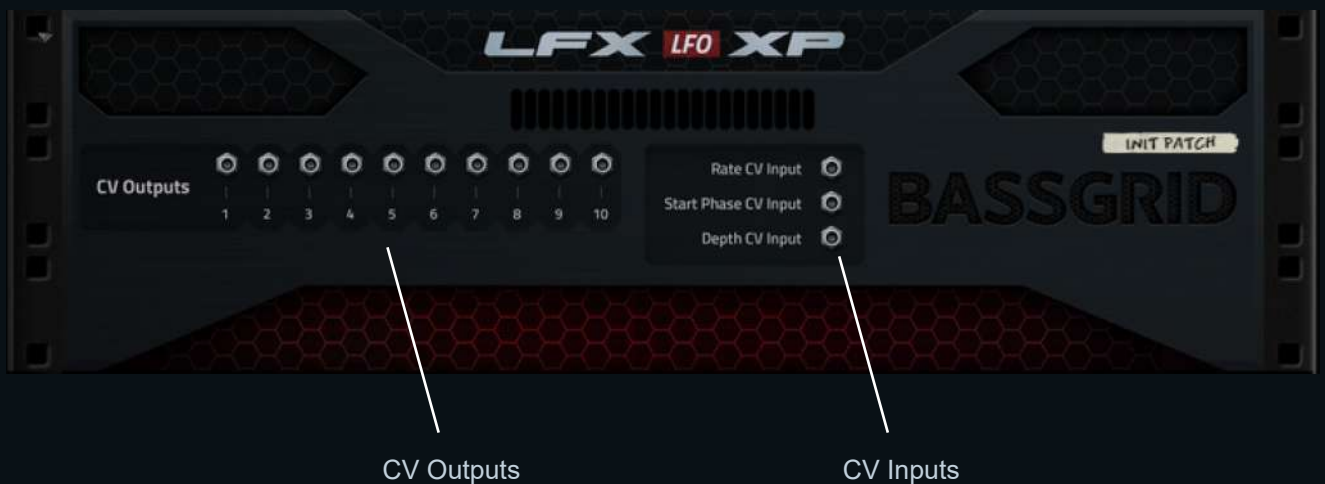 LFX LFO XP
INIT PATCH
CV Outputs
1 2 3 4 5 6 7 8 9 10
Rate CV Input
Start Phase CV Input
Depth CV Input
BASSGRID
CV Outputs
CV Inputs